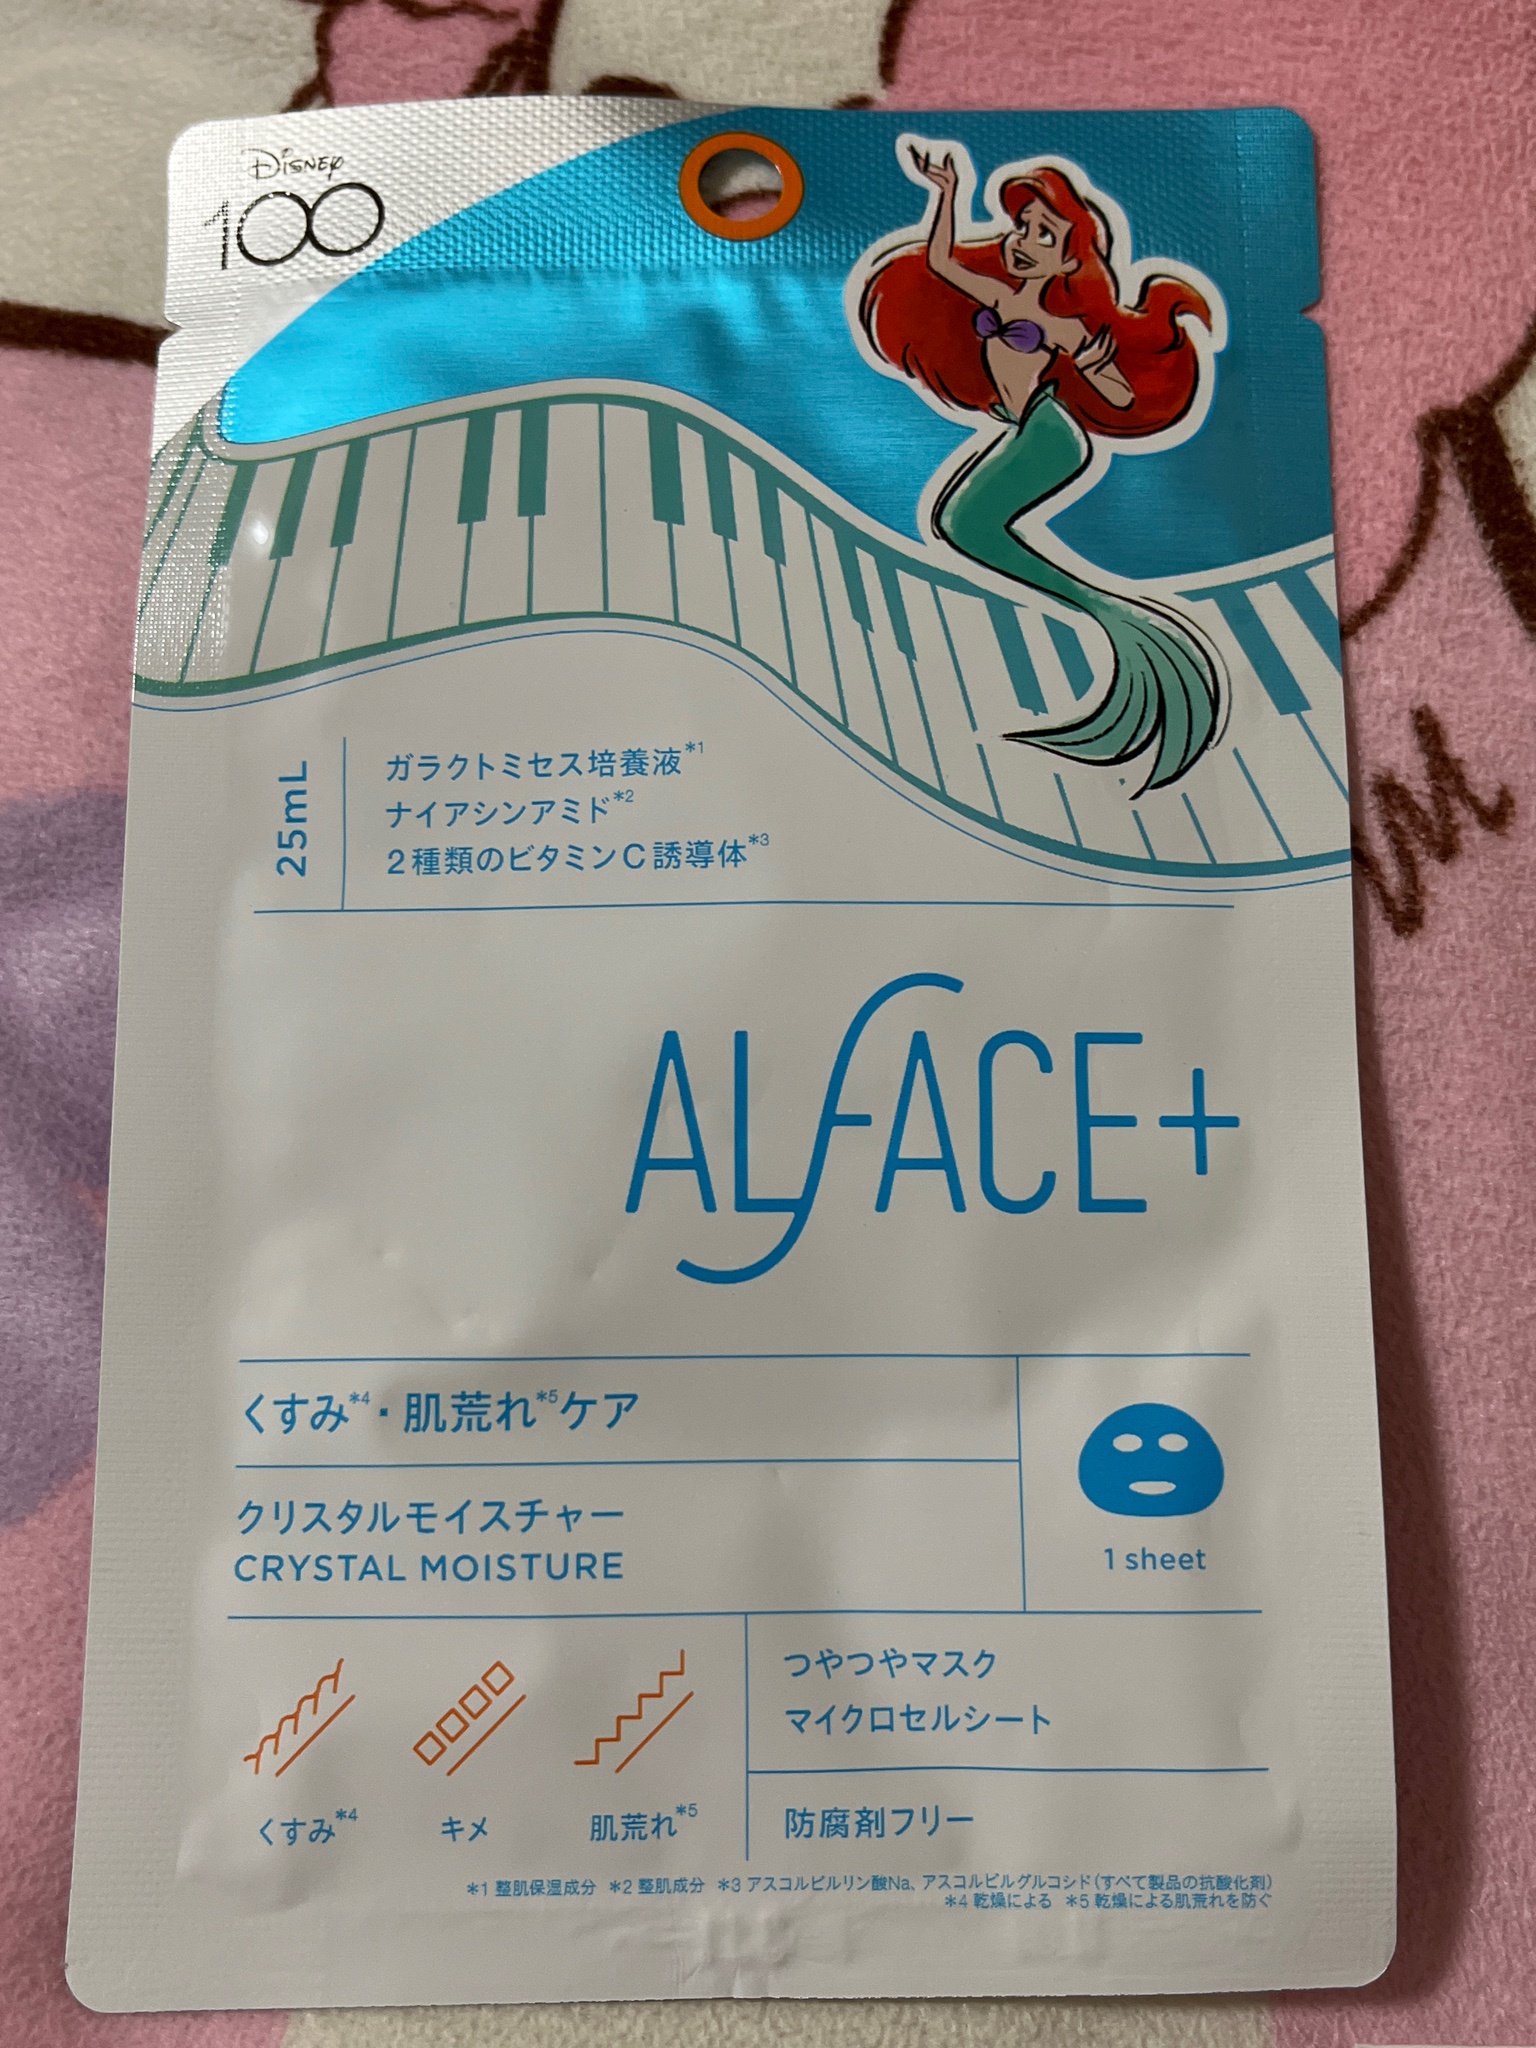 Disney
100
25mL
ガラクトミセス培養液*1
ナイアシンアミド*2
2種類のビタミンC誘導体*3
ALFACE+
くすみ*4・肌荒れ*5ケア
クリスタルモイスチャー
CRYSTAL MOISTURE
1 sheet
くすみ*4
キメ
肌荒れ*5
つやつやマスク
マイクロセルシート
防腐剤フリー
*1 整肌保湿成分 *2 整肌成分 *3 アスコルビルリン酸Na、アスコルビルグルコシド(すべて製品の抗酸化剤)
*4 乾燥による *5 乾燥による肌荒れを防ぐ